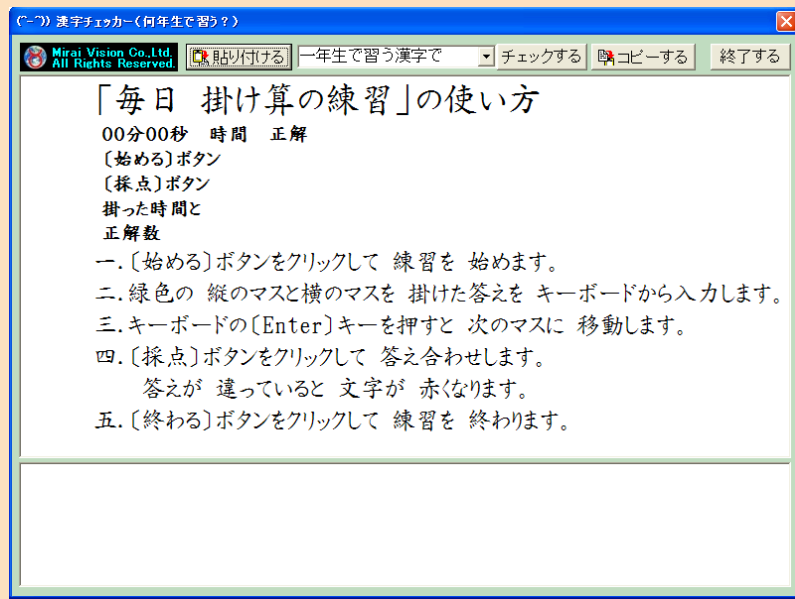 (^-^)) 漢字チェッカー(何年生で習う?)
Mirai Vision Co.,Ltd.
All Rights Reserved.
貼り付ける
一年生で習う漢字で
チェックする
コピーする
終了する
「毎日 掛け算の練習」の使い方
00分00秒 時間 正解
〔始める〕ボタン
〔採点〕ボタン
掛った時間と
正解数
一.〔始める〕ボタンをクリックして 練習を 始めます。
二.緑色の 縦のマスと横のマスを 掛けた答えを キーボードから入力します。
三.キーボードの〔Enter〕キーを押すと 次のマスに 移動します。
四.〔採点〕ボタンをクリックして 答え合わせします。
答えが 違っていると 文字が 赤くなります。
五.〔終わる〕ボタンをクリックして 練習を 終わります。